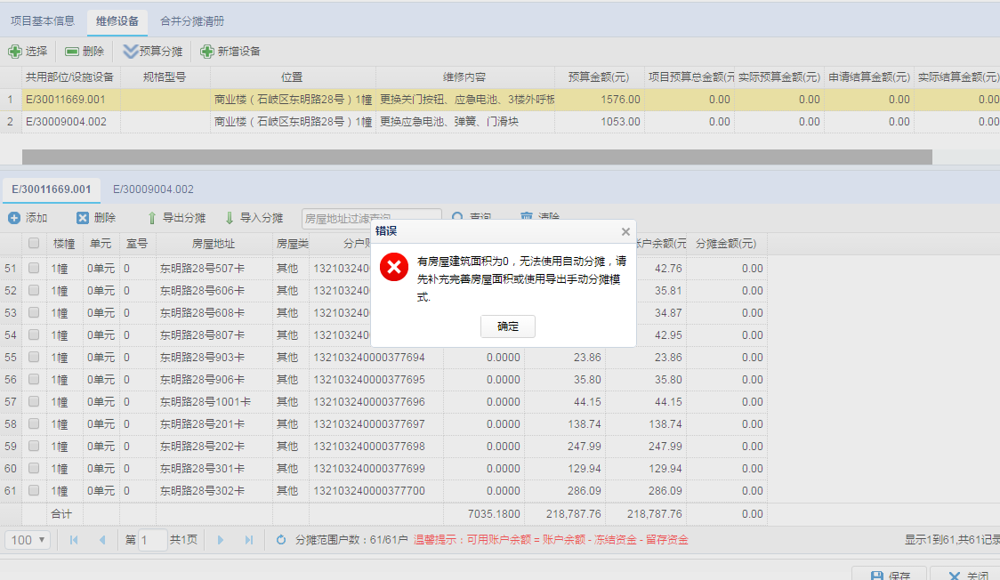 项目基本信息 维修设备 合并分摊清册
选择 删除 预算分摊 新增设备
共用部位/设施设备 规格型号 位置 维修内容 预算金额(元) 项目预算总金额(元 实际预算金额(元) 申请结算金额(元) 实际结算金额(元)
1 E/30011669.001 商业楼（石岐区东明路28号）1幢 更换关门按钮、应急电池、3楼外呼板 1576.00 0.00 0.00 0.00 0.00
2 E/30009004.002 商业楼（石岐区东明路28号）1幢 更换应急电池、弹簧、门滑块 1053.00 0.00 0.00 0.00 0.00
E/30011669.001 E/30009004.002
添加 删除 导出分摊 导入分摊 房屋地址过滤查询 查询 清除
楼幢 单元 室号 房屋地址 房屋类 分户 账户余额(元 分摊金额(元)
51 1幢 0单元 0 东明路28号507卡 其他 132103240 42.76 0.00
52 1幢 0单元 0 东明路28号606卡 其他 132103240 35.81 0.00
53 1幢 0单元 0 东明路28号608卡 其他 132103240 34.87 0.00
54 1幢 0单元 0 东明路28号807卡 其他 132103240 42.95 0.00
55 1幢 0单元 0 东明路28号903卡 其他 132103240000377694 0.0000 23.86 23.86 0.00
56 1幢 0单元 0 东明路28号906卡 其他 132103240000377695 0.0000 35.80 35.80 0.00
57 1幢 0单元 0 东明路28号1001卡 其他 132103240000377696 0.0000 44.15 44.15 0.00
58 1幢 0单元 0 东明路28号201卡 其他 132103240000377697 0.0000 138.74 138.74 0.00
59 1幢 0单元 0 东明路28号202卡 其他 132103240000377698 0.0000 247.99 247.99 0.00
60 1幢 0单元 0 东明路28号301卡 其他 132103240000377699 0.0000 129.94 129.94 0.00
61 1幢 0单元 0 东明路28号302卡 其他 132103240000377700 0.0000 286.09 286.09 0.00
合计 7035.1800 218,787.76 218,787.76 0.00
错误
有房屋建筑面积为0，无法使用自动分摊，请
先补充完善房屋面积或使用导出手动分摊模
式.
确定
100 第 1 共1页 分摊范围户数：61/61户 温馨提示：可用账户余额 = 账户余额 - 冻结资金 - 留存资金 显示1到61,共61记录
保存 关闭